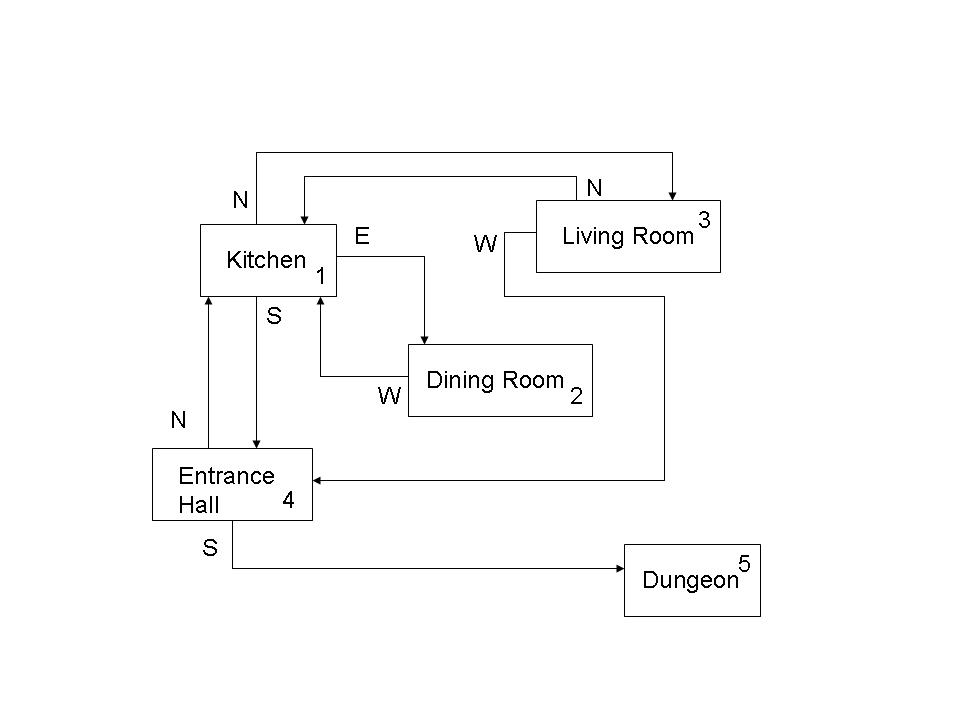 N
N
3
Living Room
W
E
Kitchen
1
S
Dining Room
2
W
N
Entrance
Hall
4
S
5
Dungeon